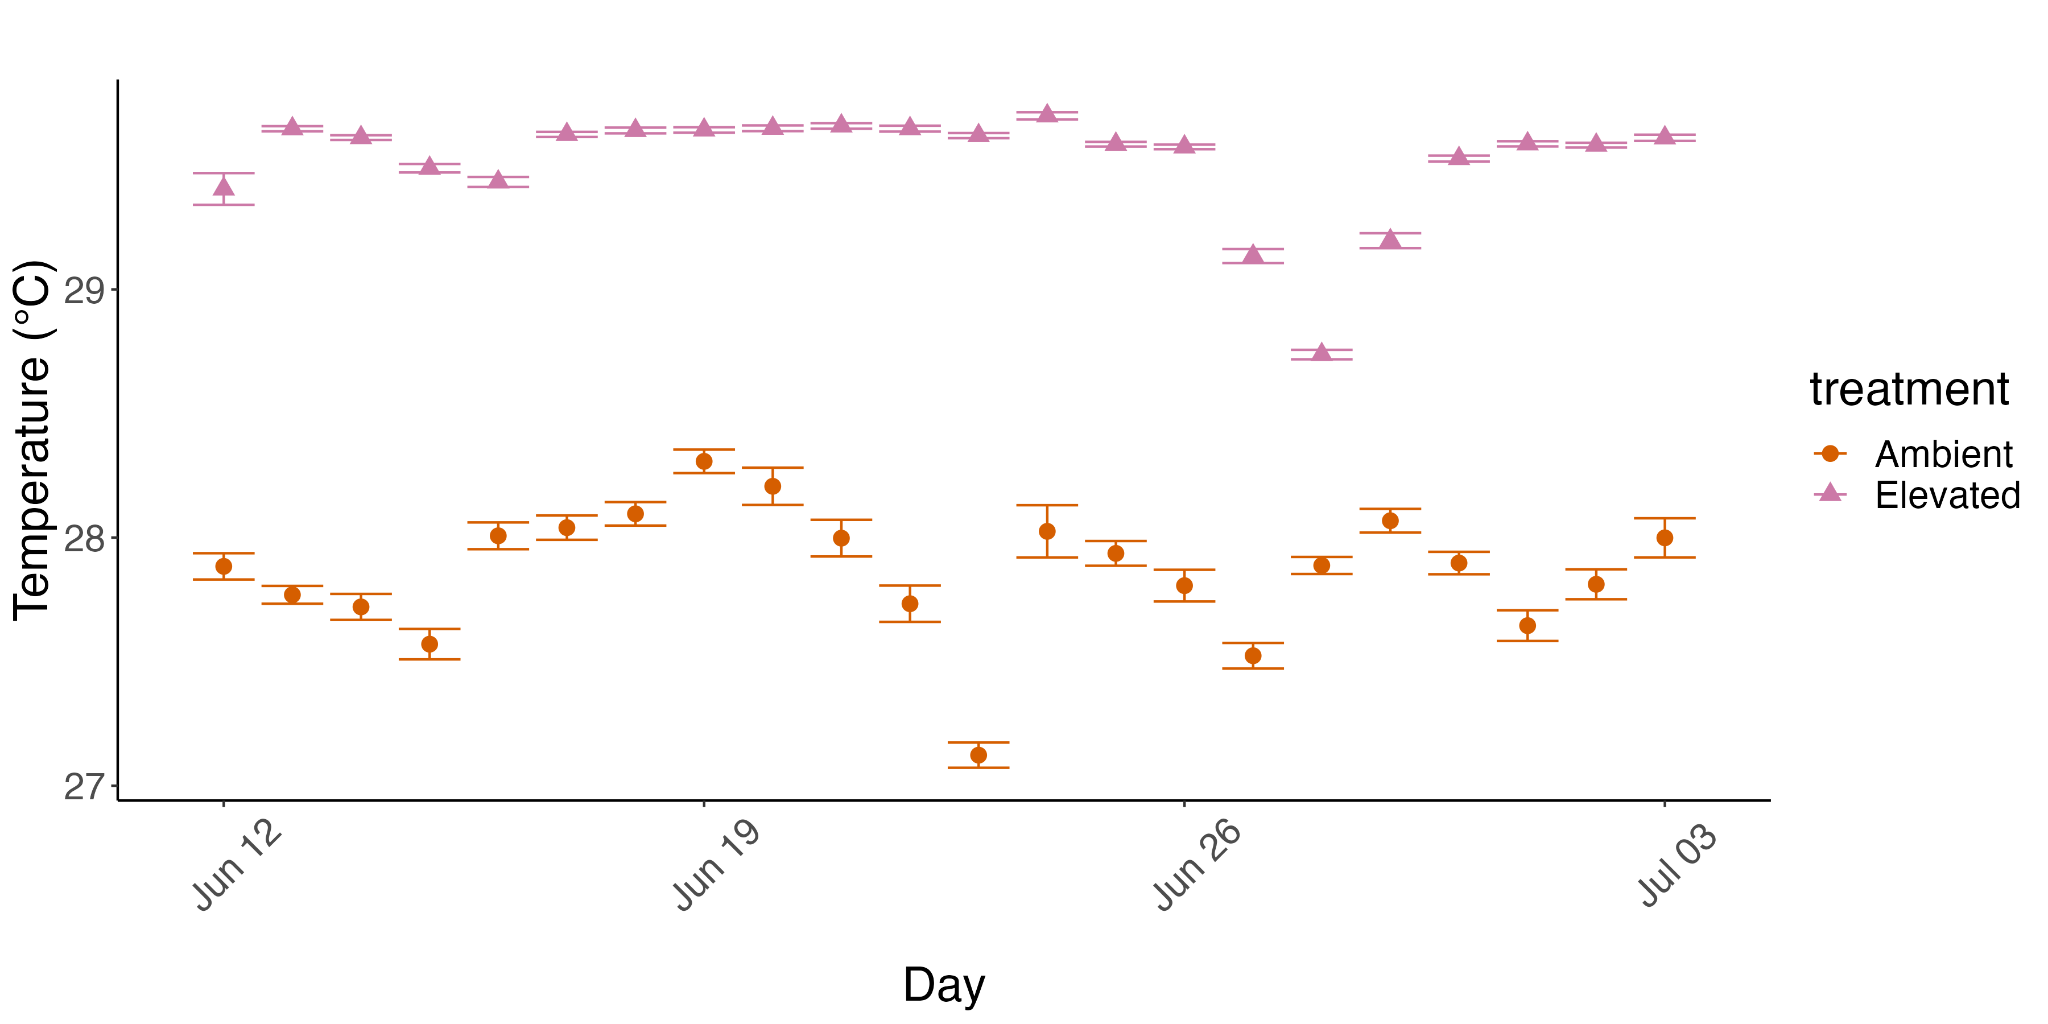 Temperature (°C)
29
28
27
Jun 12
Jun 19
Jun 26
Jul 03
Day
treatment
Ambient
Elevated